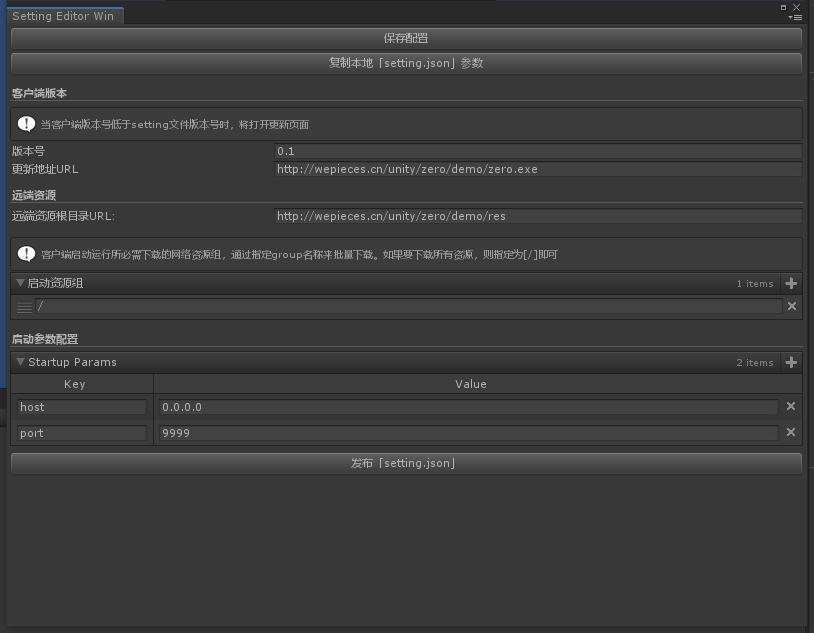 Setting Editor Win
保存配置
复制本地「setting.json」参数
客户端版本
当客户端版本号低于setting文件版本号时，将打开更新页面
版本号 0.1
更新地址URL http://wepieces.cn/unity/zero/demo/zero.exe
远端资源
远端资源根目录URL: http://wepieces.cn/unity/zero/demo/res
客户端启动运行所必需下载的网络资源组，通过指定group名称来批量下载。如果要下载所有资源，则指定为[/]即可
启动资源组 1 items
/
启动参数配置
Startup Params 2 items
Key Value
host 0.0.0.0
port 9999
发布「setting.json」